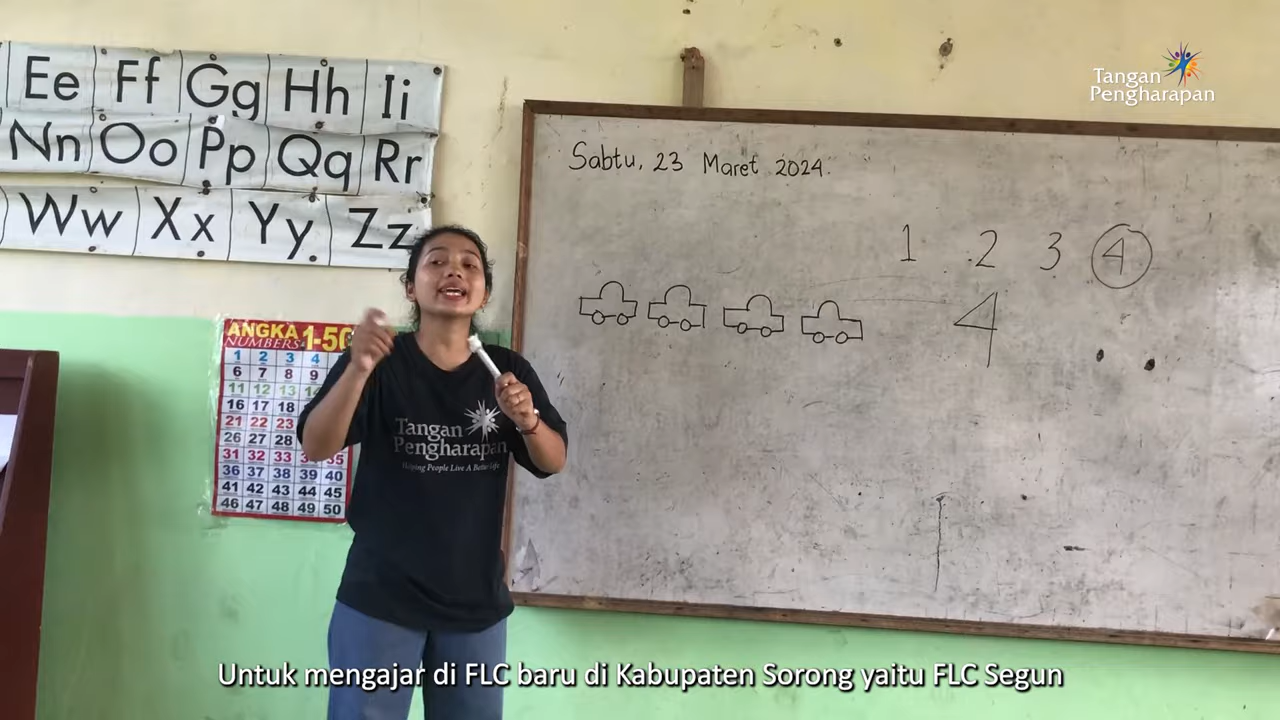 Ee Ff Gg Hh Ii
Nn Oo Pp Qq Rr
Ww Xx Yy Zz
Tangan
Pengharapan
Sabtu, 23 Maret 2024.
1 2 3 4
4
ANGKA 1-50
NUMBERS
1 2 3 4
6 7 8 9
11 12 13 14
16 17 18
21 22 23
26 27 28
31 32 33 35
36 37 38 39 40
41 42 43 44 45
46 47 48 49 50
Tangan
Pengharapan
Helping People Live A Better Life
Untuk mengajar di FLC baru di Kabupaten Sorong yaitu FLC Segun